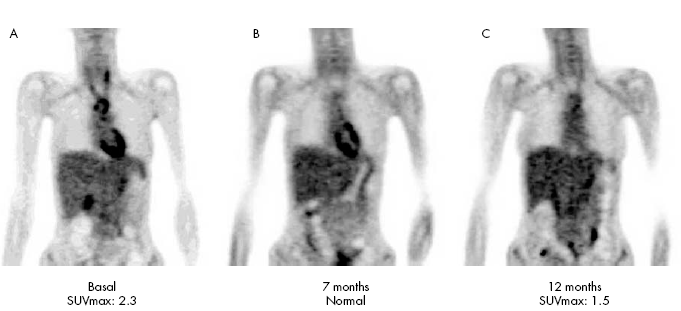 A
B
C
Basal
SUVmax: 2.3
7 months
Normal
12 months
SUVmax: 1.5